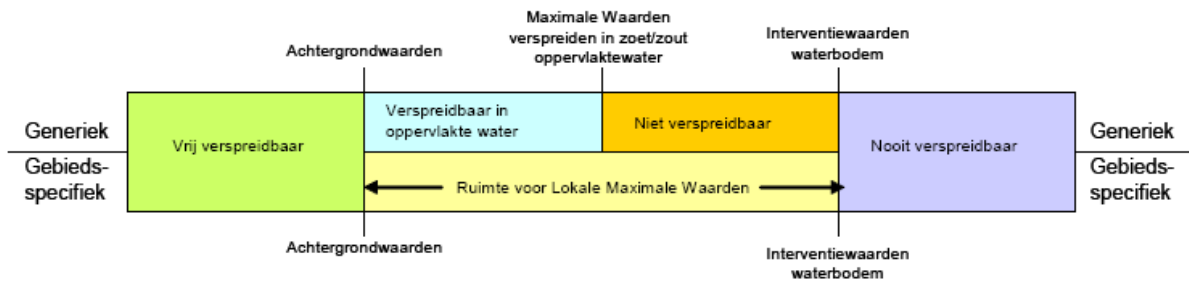 Maximale Waarden
verspreiden in zoet/zout
oppervlaktewater
Achtergrondwaarden
Interventiewaarden
waterbodem
Generiek
Vrij verspreidbaar
Verspreidbaar in
oppervlakte water
Niet verspreidbaar
Nooit verspreidbaar
Generiek
Gebieds-
specifiek
Ruimte voor Lokale Maximale Waarden
Gebieds-
specifiek
Achtergrondwaarden
Interventiewaarden
waterbodem